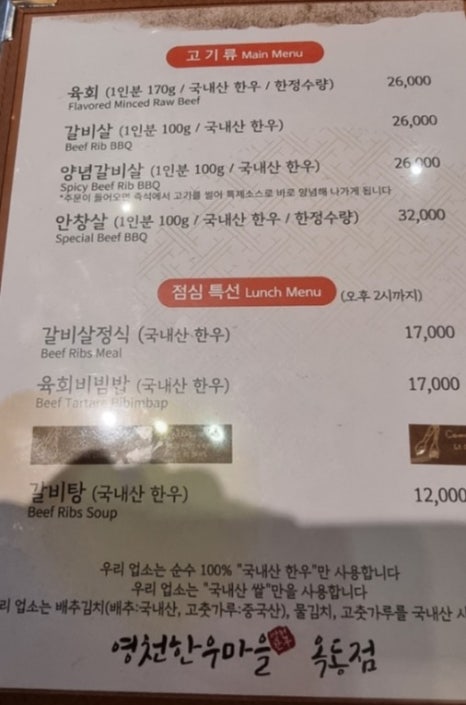 고기류 Main Menu
육회 (1인분 170g / 국내산 한우 / 한정수량) 26,000
Flavored Minced Raw Beef
갈비살 (1인분 100g / 국내산 한우) 26,000
Beef Rib BBQ
양념갈비살 (1인분 100g / 국내산 한우) 26,000
Spicy Beef Rib BBQ
*주문이 들어오면 즉석에서 고기를 썰어 특제소스로 바로 양념해 나가게 됩니다
안창살 (1인분 100g / 국내산 한우 / 한정수량) 32,000
Special Beef BBQ
점심 특선 Lunch Menu (오후 2시까지)
갈비살정식 (국내산 한우) 17,000
Beef Ribs Meal
육회비빔밥 (국내산 한우) 17,000
Beef Tartare Bibimbap
갈비탕 (국내산 한우) 12,000
Beef Ribs Soup
우리 업소는 순수 100% "국내산 한우"만 사용합니다
우리 업소는 "국내산 쌀"만을 사용합니다
리 업소는 배추김치(배추:국내산, 고춧가루:중국산), 물김치, 고춧가루를 국내산 사
영천한우마을 옥동점